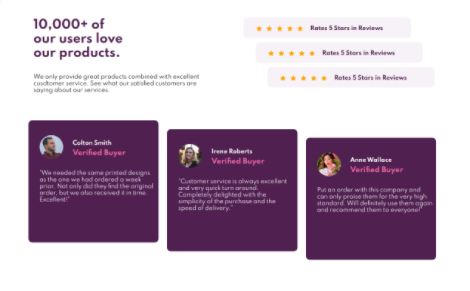 10,000+ of
our users love
our products.
We only provide great products combined with excellent
customer service. See what our satisfied customers are
saying about our services.
Rates 5 Stars in Reviews
Rates 5 Stars in Reviews
Rates 5 Stars in Reviews
Colton Smith
Verified Buyer
"We needed the same printed designs
as the one we had ordered a week
prior. Not only did they find the original
order, but we also received it in time.
Excellent!"
Irene Roberts
Verified Buyer
"Customer service is always excellent
and very quick turn around.
Completely delighted with the
simplicity of the purchase and the
speed of delivery."
Anne Wallace
Verified Buyer
Put an order with this company and
can only praise them for the very high
standard. Will definitely use them again
and recommend them to everyone!"